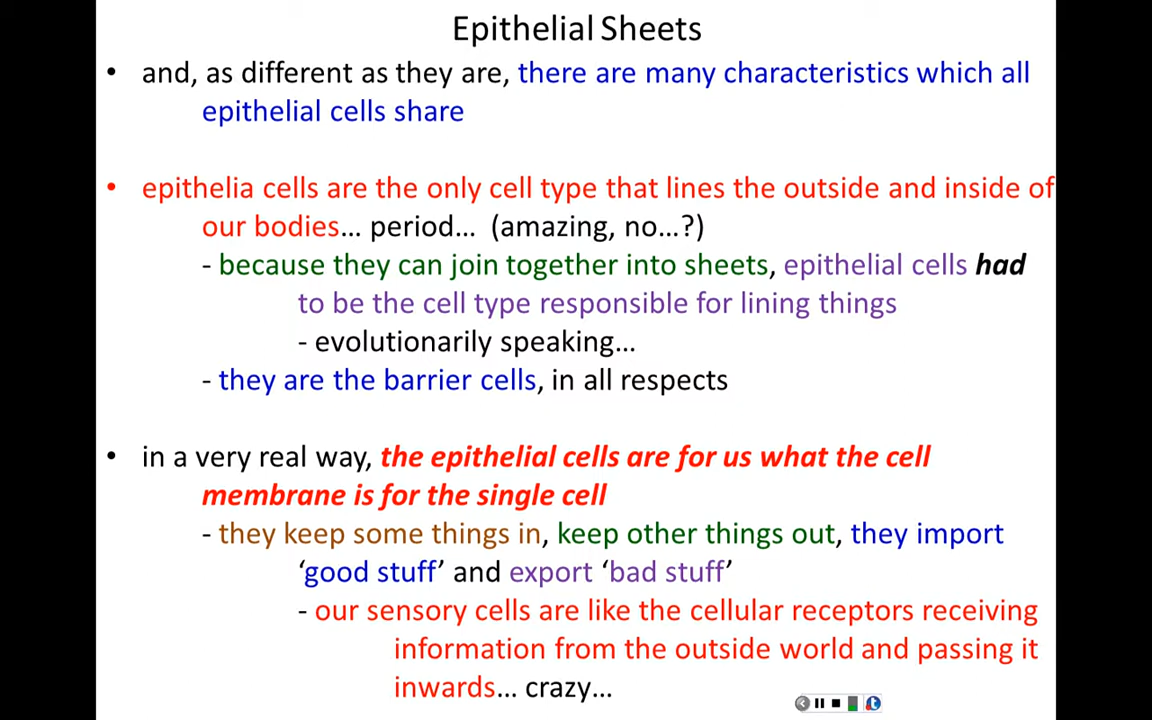 Epithelial Sheets
• and, as different as they are, there are many characteristics which all
epithelial cells share
• epithelia cells are the only cell type that lines the outside and inside of
our bodies… period… (amazing, no…?)
- because they can join together into sheets, epithelial cells had
to be the cell type responsible for lining things
- evolutionarily speaking…
- they are the barrier cells, in all respects
• in a very real way, the epithelial cells are for us what the cell
membrane is for the single cell
- they keep some things in, keep other things out, they import
‘good stuff’ and export ‘bad stuff’
- our sensory cells are like the cellular receptors receiving
information from the outside world and passing it
inwards… crazy…